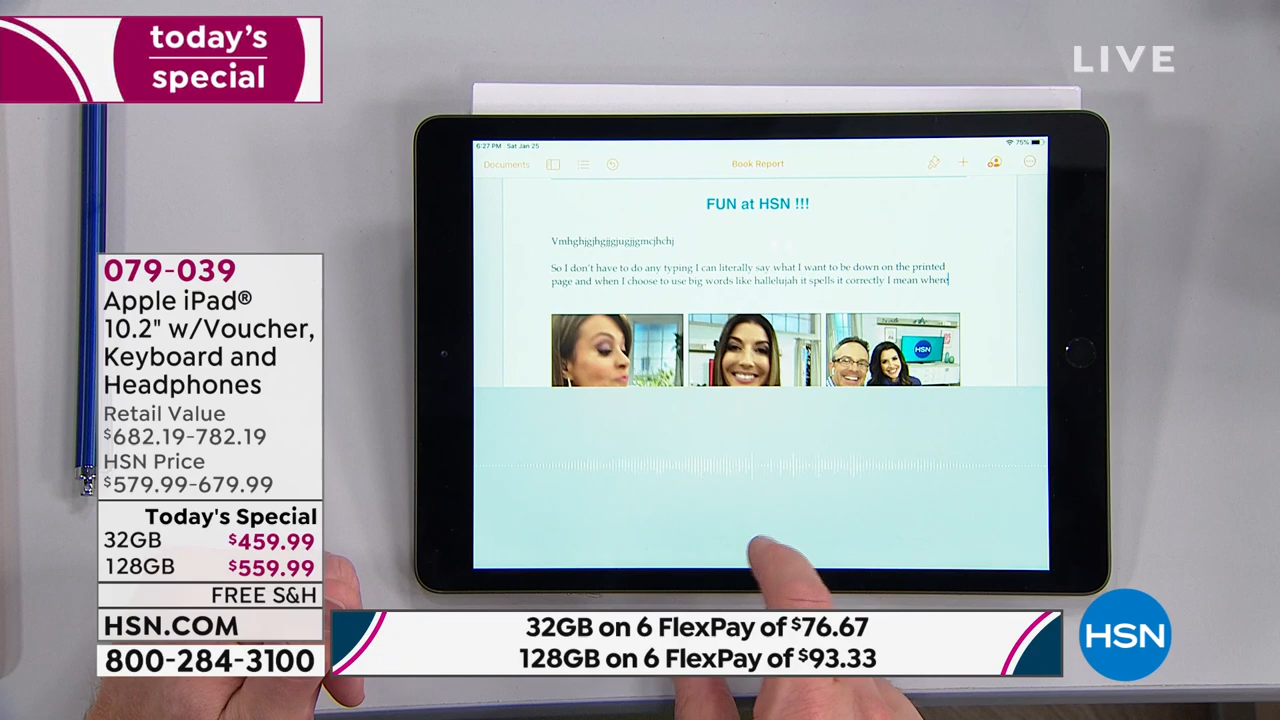 today's
special
LIVE
6:27 PM Sat Jan 25
75%
Documents
Book Report
FUN at HSN !!!
Vmhghjgjhgjjgjugjjgmcjhchj
So I don't have to do any typing I can literally say what I want to be down on the printed
page and when I choose to use big words like hallelujah it spells it correctly I mean where
HSN
079-039
Apple iPad®
10.2" w/Voucher,
Keyboard and
Headphones
Retail Value
$682.19-782.19
HSN Price
$579.99-679.99
Today's Special
32GB $459.99
128GB $559.99
FREE S&H
HSN.COM
800-284-3100
32GB on 6 FlexPay of $76.67
128GB on 6 FlexPay of $93.33
HSN